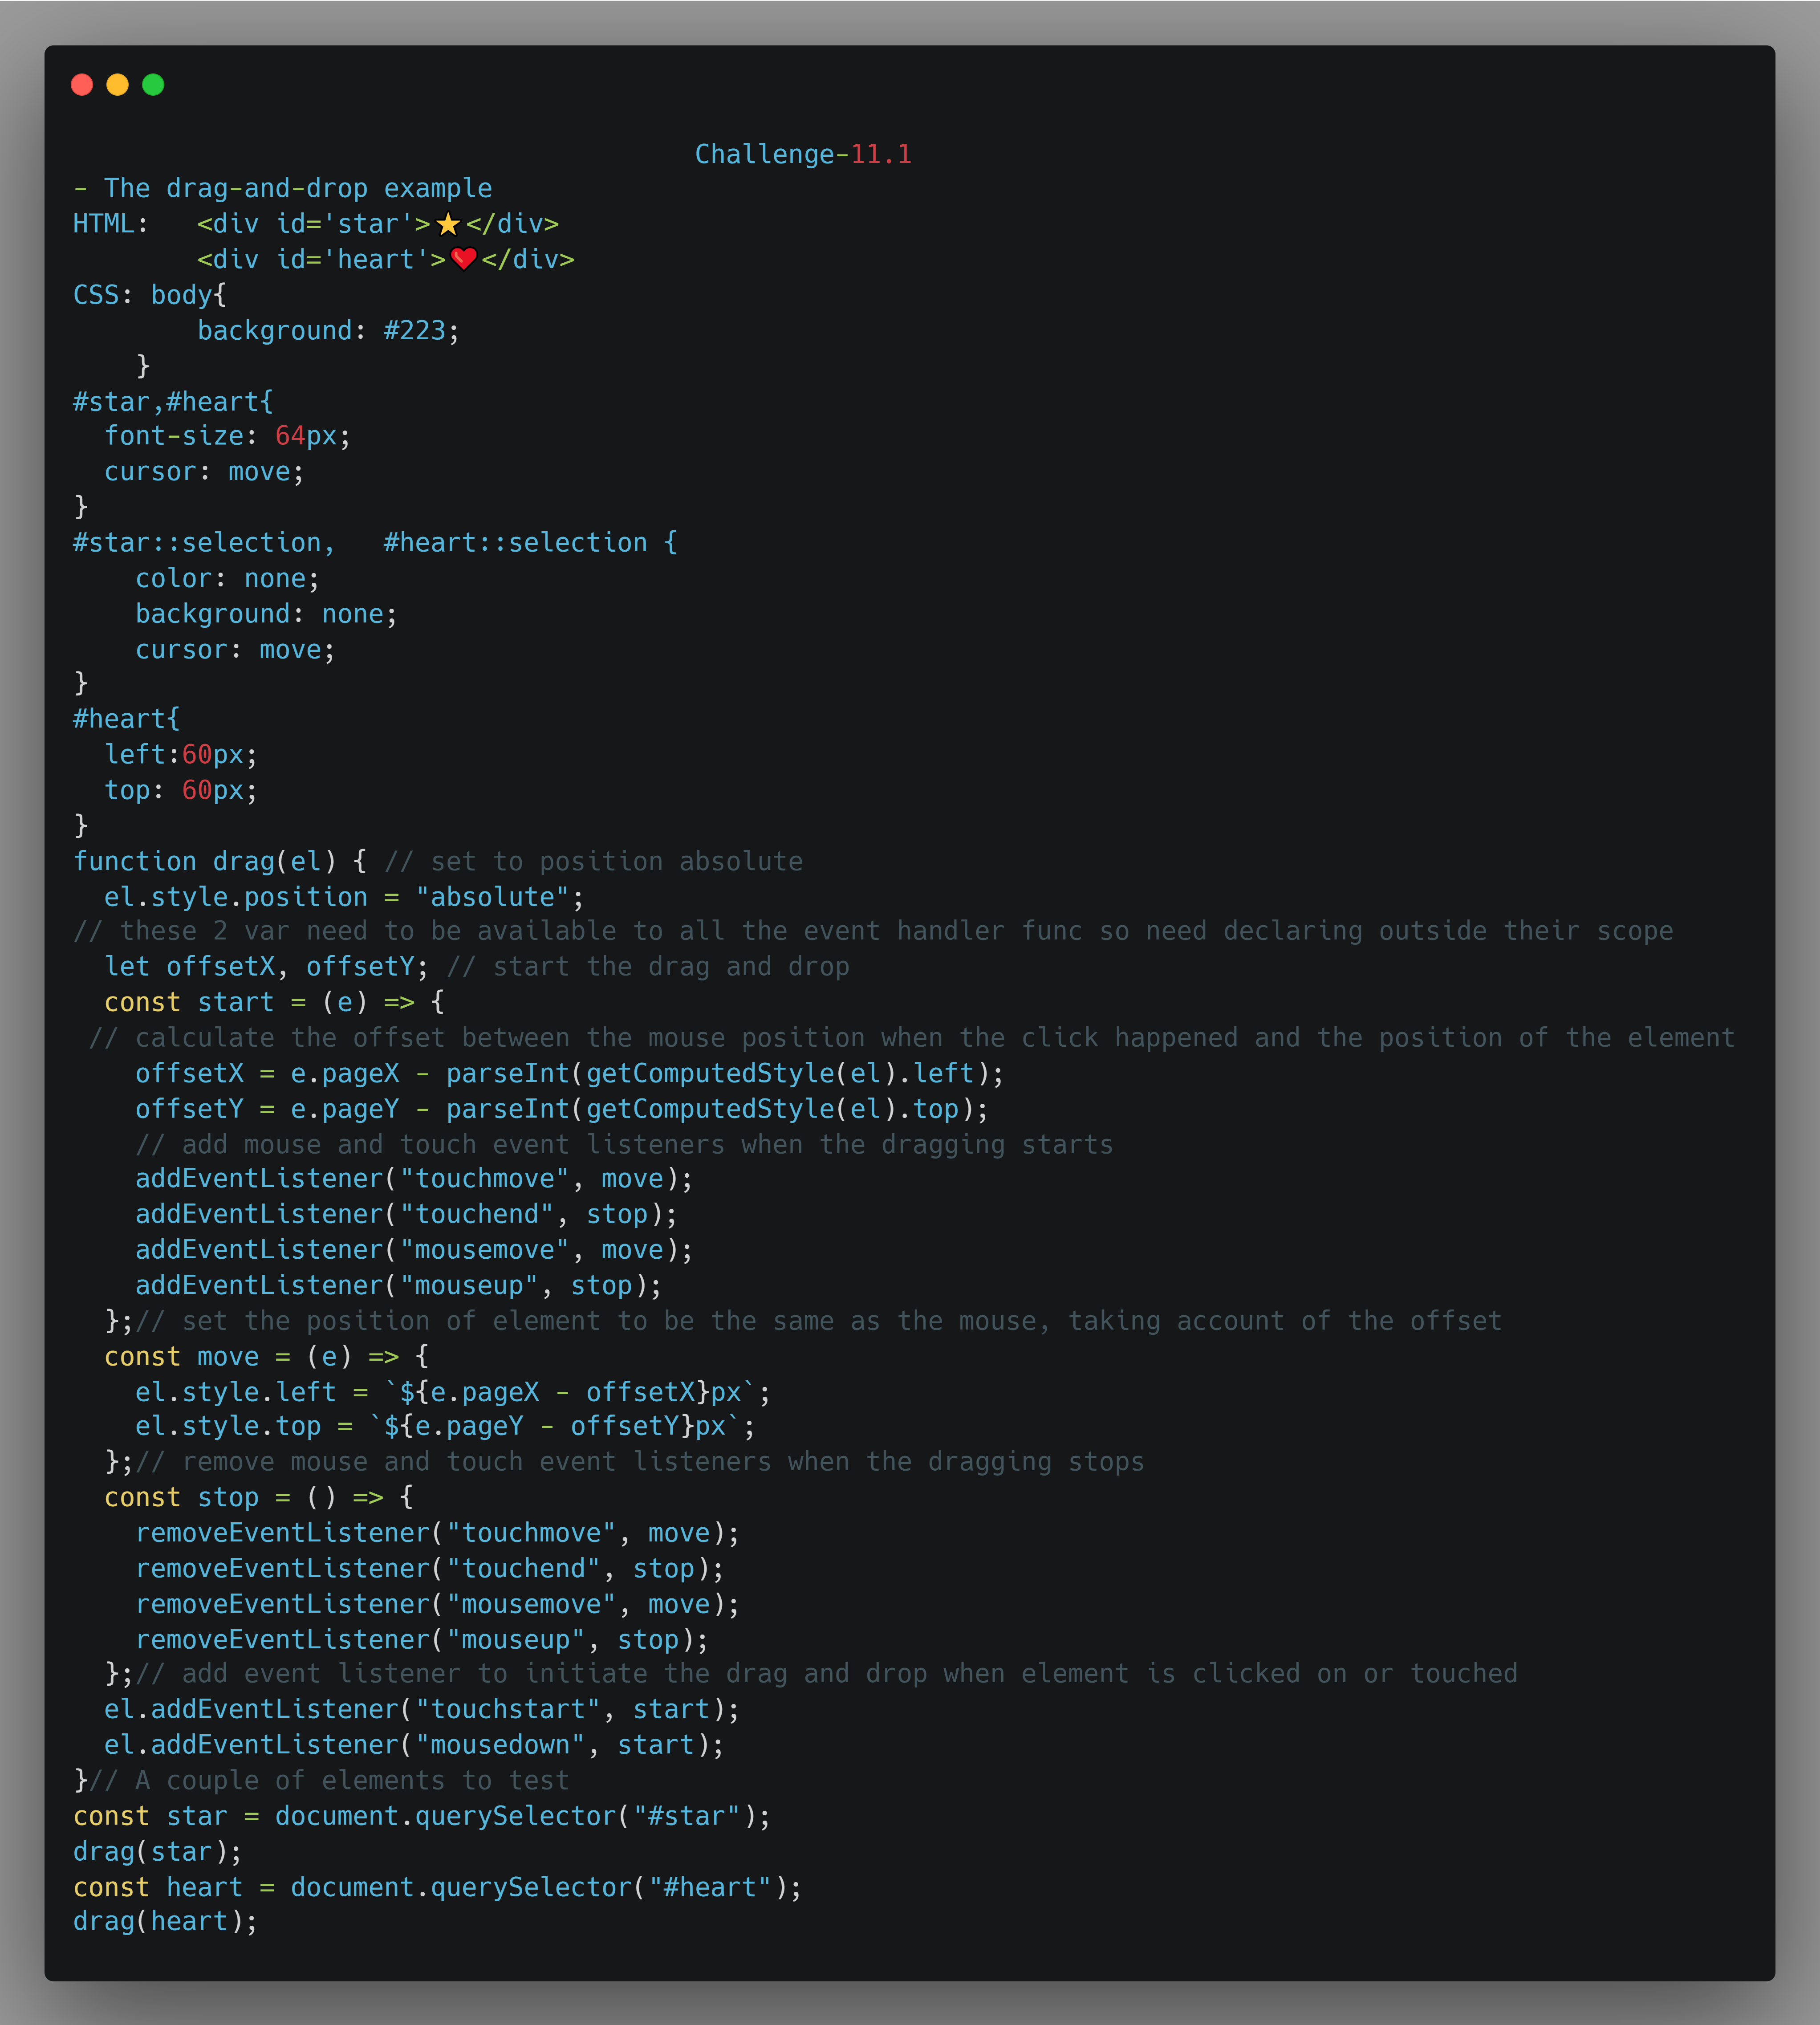 Challenge-11.1
- The drag-and-drop example
HTML:   <div id='star'>⭐</div>
        <div id='heart'>❤️</div>
CSS: body{
        background: #223;
    }
#star,#heart{
  font-size: 64px;
  cursor: move;
}
#star::selection,   #heart::selection {
    color: none;
    background: none;
    cursor: move;
}
#heart{
  left:60px;
  top: 60px;
}
function drag(el) { // set to position absolute
  el.style.position = "absolute";
// these 2 var need to be available to all the event handler func so need declaring outside their scope
  let offsetX, offsetY; // start the drag and drop
  const start = (e) => {
 // calculate the offset between the mouse position when the click happened and the position of the element
    offsetX = e.pageX - parseInt(getComputedStyle(el).left);
    offsetY = e.pageY - parseInt(getComputedStyle(el).top);
    // add mouse and touch event listeners when the dragging starts
    addEventListener("touchmove", move);
    addEventListener("touchend", stop);
    addEventListener("mousemove", move);
    addEventListener("mouseup", stop);
  };// set the position of element to be the same as the mouse, taking account of the offset
  const move = (e) => {
    el.style.left = `${e.pageX - offsetX}px`;
    el.style.top = `${e.pageY - offsetY}px`;
  };// remove mouse and touch event listeners when the dragging stops
  const stop = () => {
    removeEventListener("touchmove", move);
    removeEventListener("touchend", stop);
    removeEventListener("mousemove", move);
    removeEventListener("mouseup", stop);
  };// add event listener to initiate the drag and drop when element is clicked on or touched
  el.addEventListener("touchstart", start);
  el.addEventListener("mousedown", start);
}// A couple of elements to test
const star = document.querySelector("#star");
drag(star);
const heart = document.querySelector("#heart");
drag(heart);